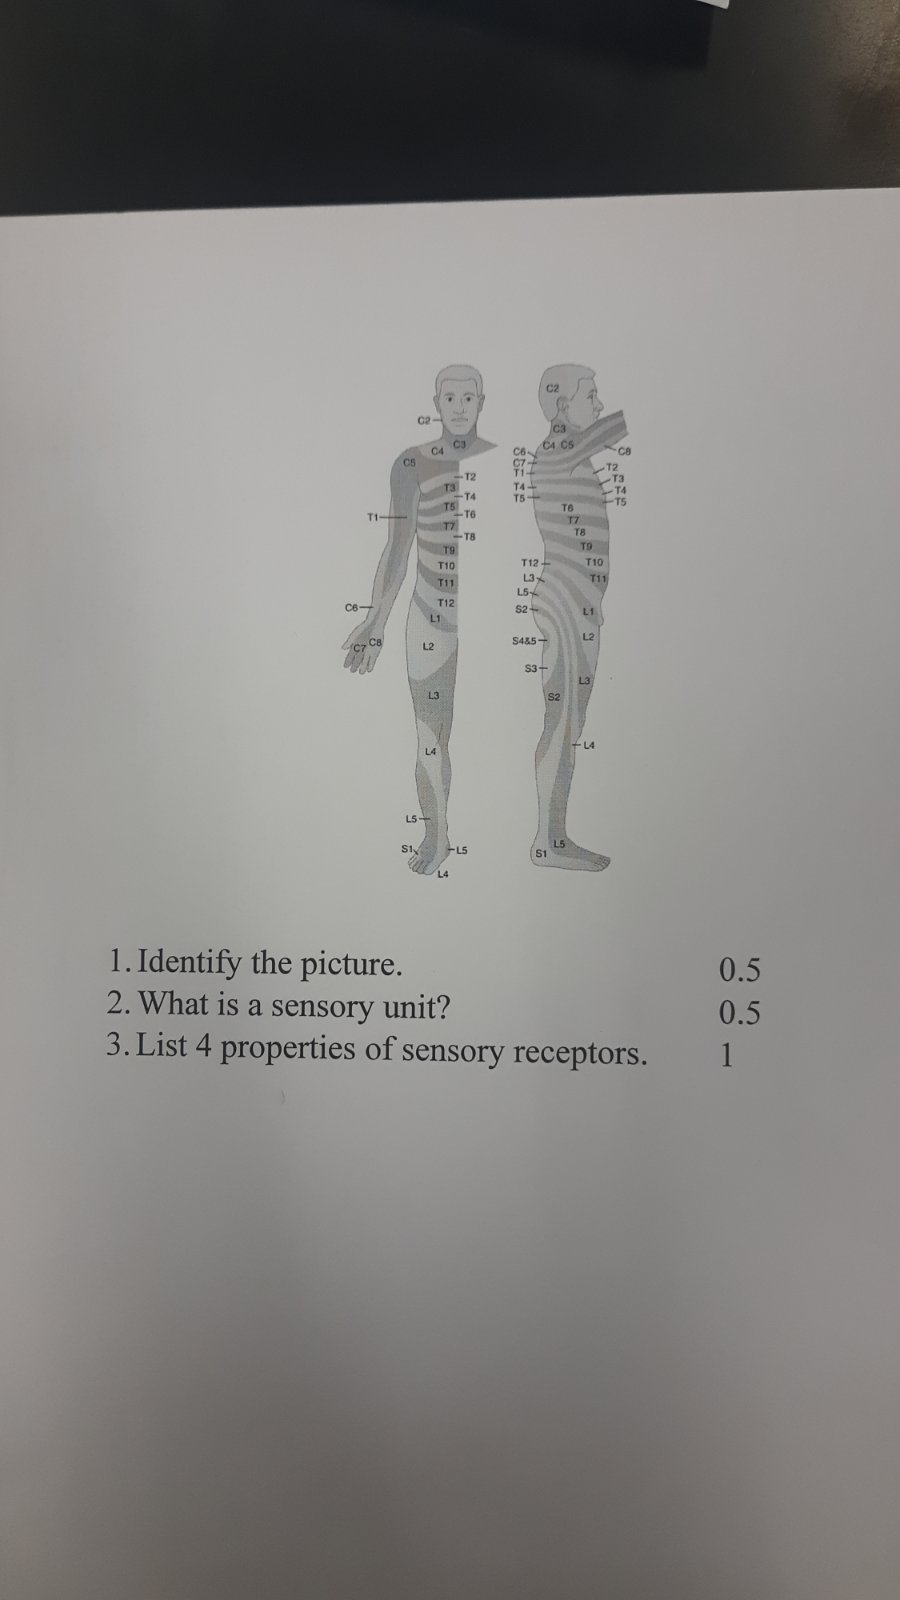 C2
C3
C4
C5
T2
T3
T4
T5
T6
T1
T7
T8
T9
T10
T11
C6
T12
L1
C8
C7
L2
L3
L4
L5
S1
L5
L4
C2
C3
C4 C5
C6
C8
C7
T1
T2
T3
T4
T4
T5
T5
T6
T7
T8
T9
T12
T10
L3
T11
L5
S2
L1
S4&5
L2
S3
L3
S2
L4
L5
S1
1. Identify the picture. 0.5
2. What is a sensory unit? 0.5
3. List 4 properties of sensory receptors. 1